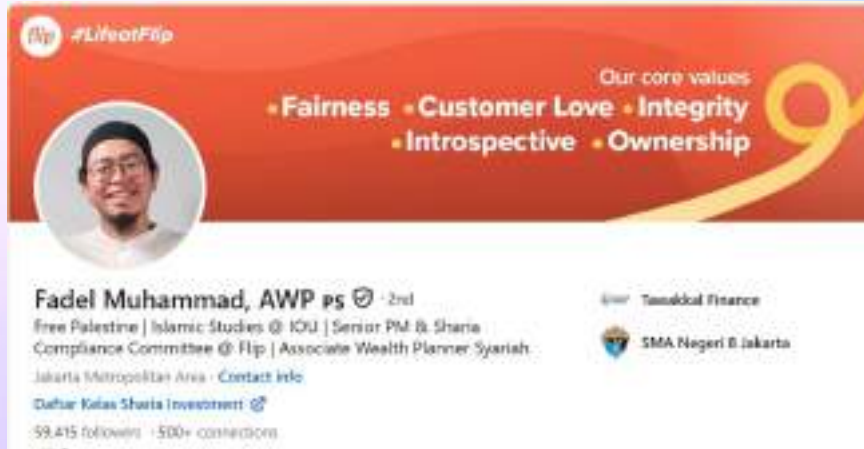 flip #LifeatFlip
Our core values
•Fairness •Customer Love •Integrity
•Introspective •Ownership
Fadel Muhammad, AWP PS · 2nd
Free Palestine | Islamic Studies @ IOU | Senior PM & Sharia
Compliance Committee @ Flip | Associate Wealth Planner Syariah
Jakarta Metropolitan Area · Contact info
Daftar Kelas Sharia Investment
59.415 followers · 500+ connections
Tawakkal Finance
SMA Negeri 8 Jakarta